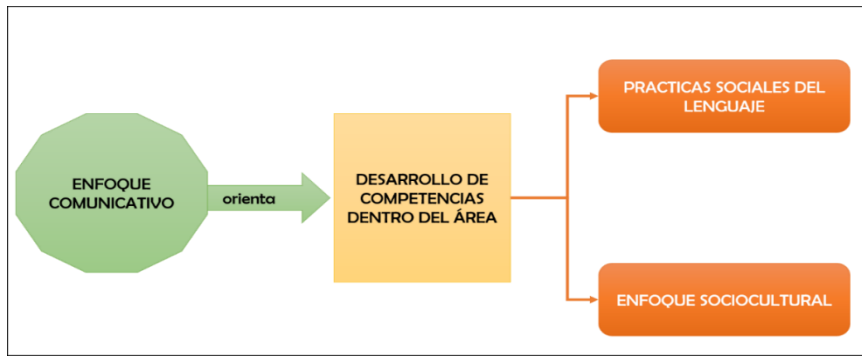 ENFOQUE
COMUNICATIVO
orienta
DESARROLLO DE
COMPETENCIAS
DENTRO DEL ÁREA
PRACTICAS SOCIALES DEL
LENGUAJE
ENFOQUE SOCIOCULTURAL